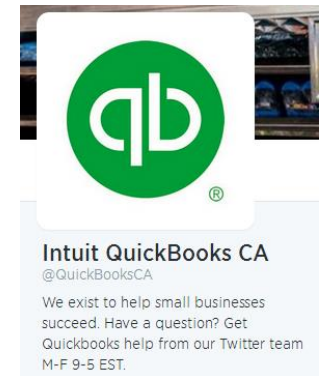 qb
®
Intuit QuickBooks CA
@QuickBooksCA
We exist to help small businesses
succeed. Have a question? Get
Quickbooks help from our Twitter team
M-F 9-5 EST.